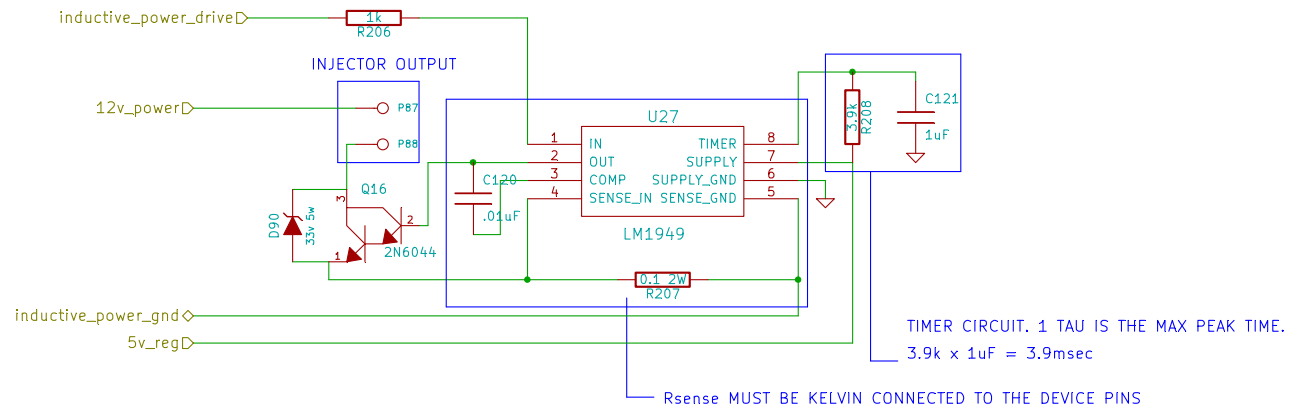 inductive_power_drive
1k
R206
INJECTOR OUTPUT
12v_power
P87
P88
U27
1 IN
2 OUT
3 COMP
4 SENSE_IN
TIMER 8
SUPPLY 7
SUPPLY_GND 6
SENSE_GND 5
LM1949
3.9k
R208
C121
1uF
C120
.01uF
Q16
3
2
1
2N6044
D90
33v 5w
0.1 2W
R207
inductive_power_gnd
5v_reg
TIMER CIRCUIT. 1 TAU IS THE MAX PEAK TIME.
3.9k x 1uF = 3.9msec
Rsense MUST BE KELVIN CONNECTED TO THE DEVICE PINS